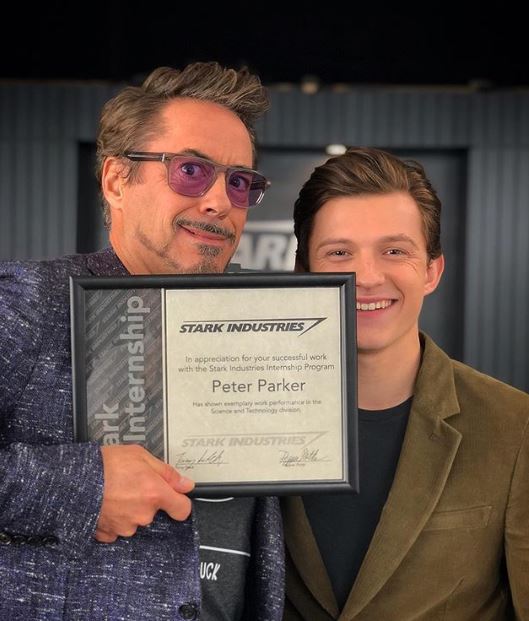 STARK
STARK INDUSTRIES
In appreciation for your successful work
with the Stark Industries Internship Program
Peter Parker
Has shown exemplary work performance in the
Science and Technology division.
STARK INDUSTRIES
ark
Internship
UCK